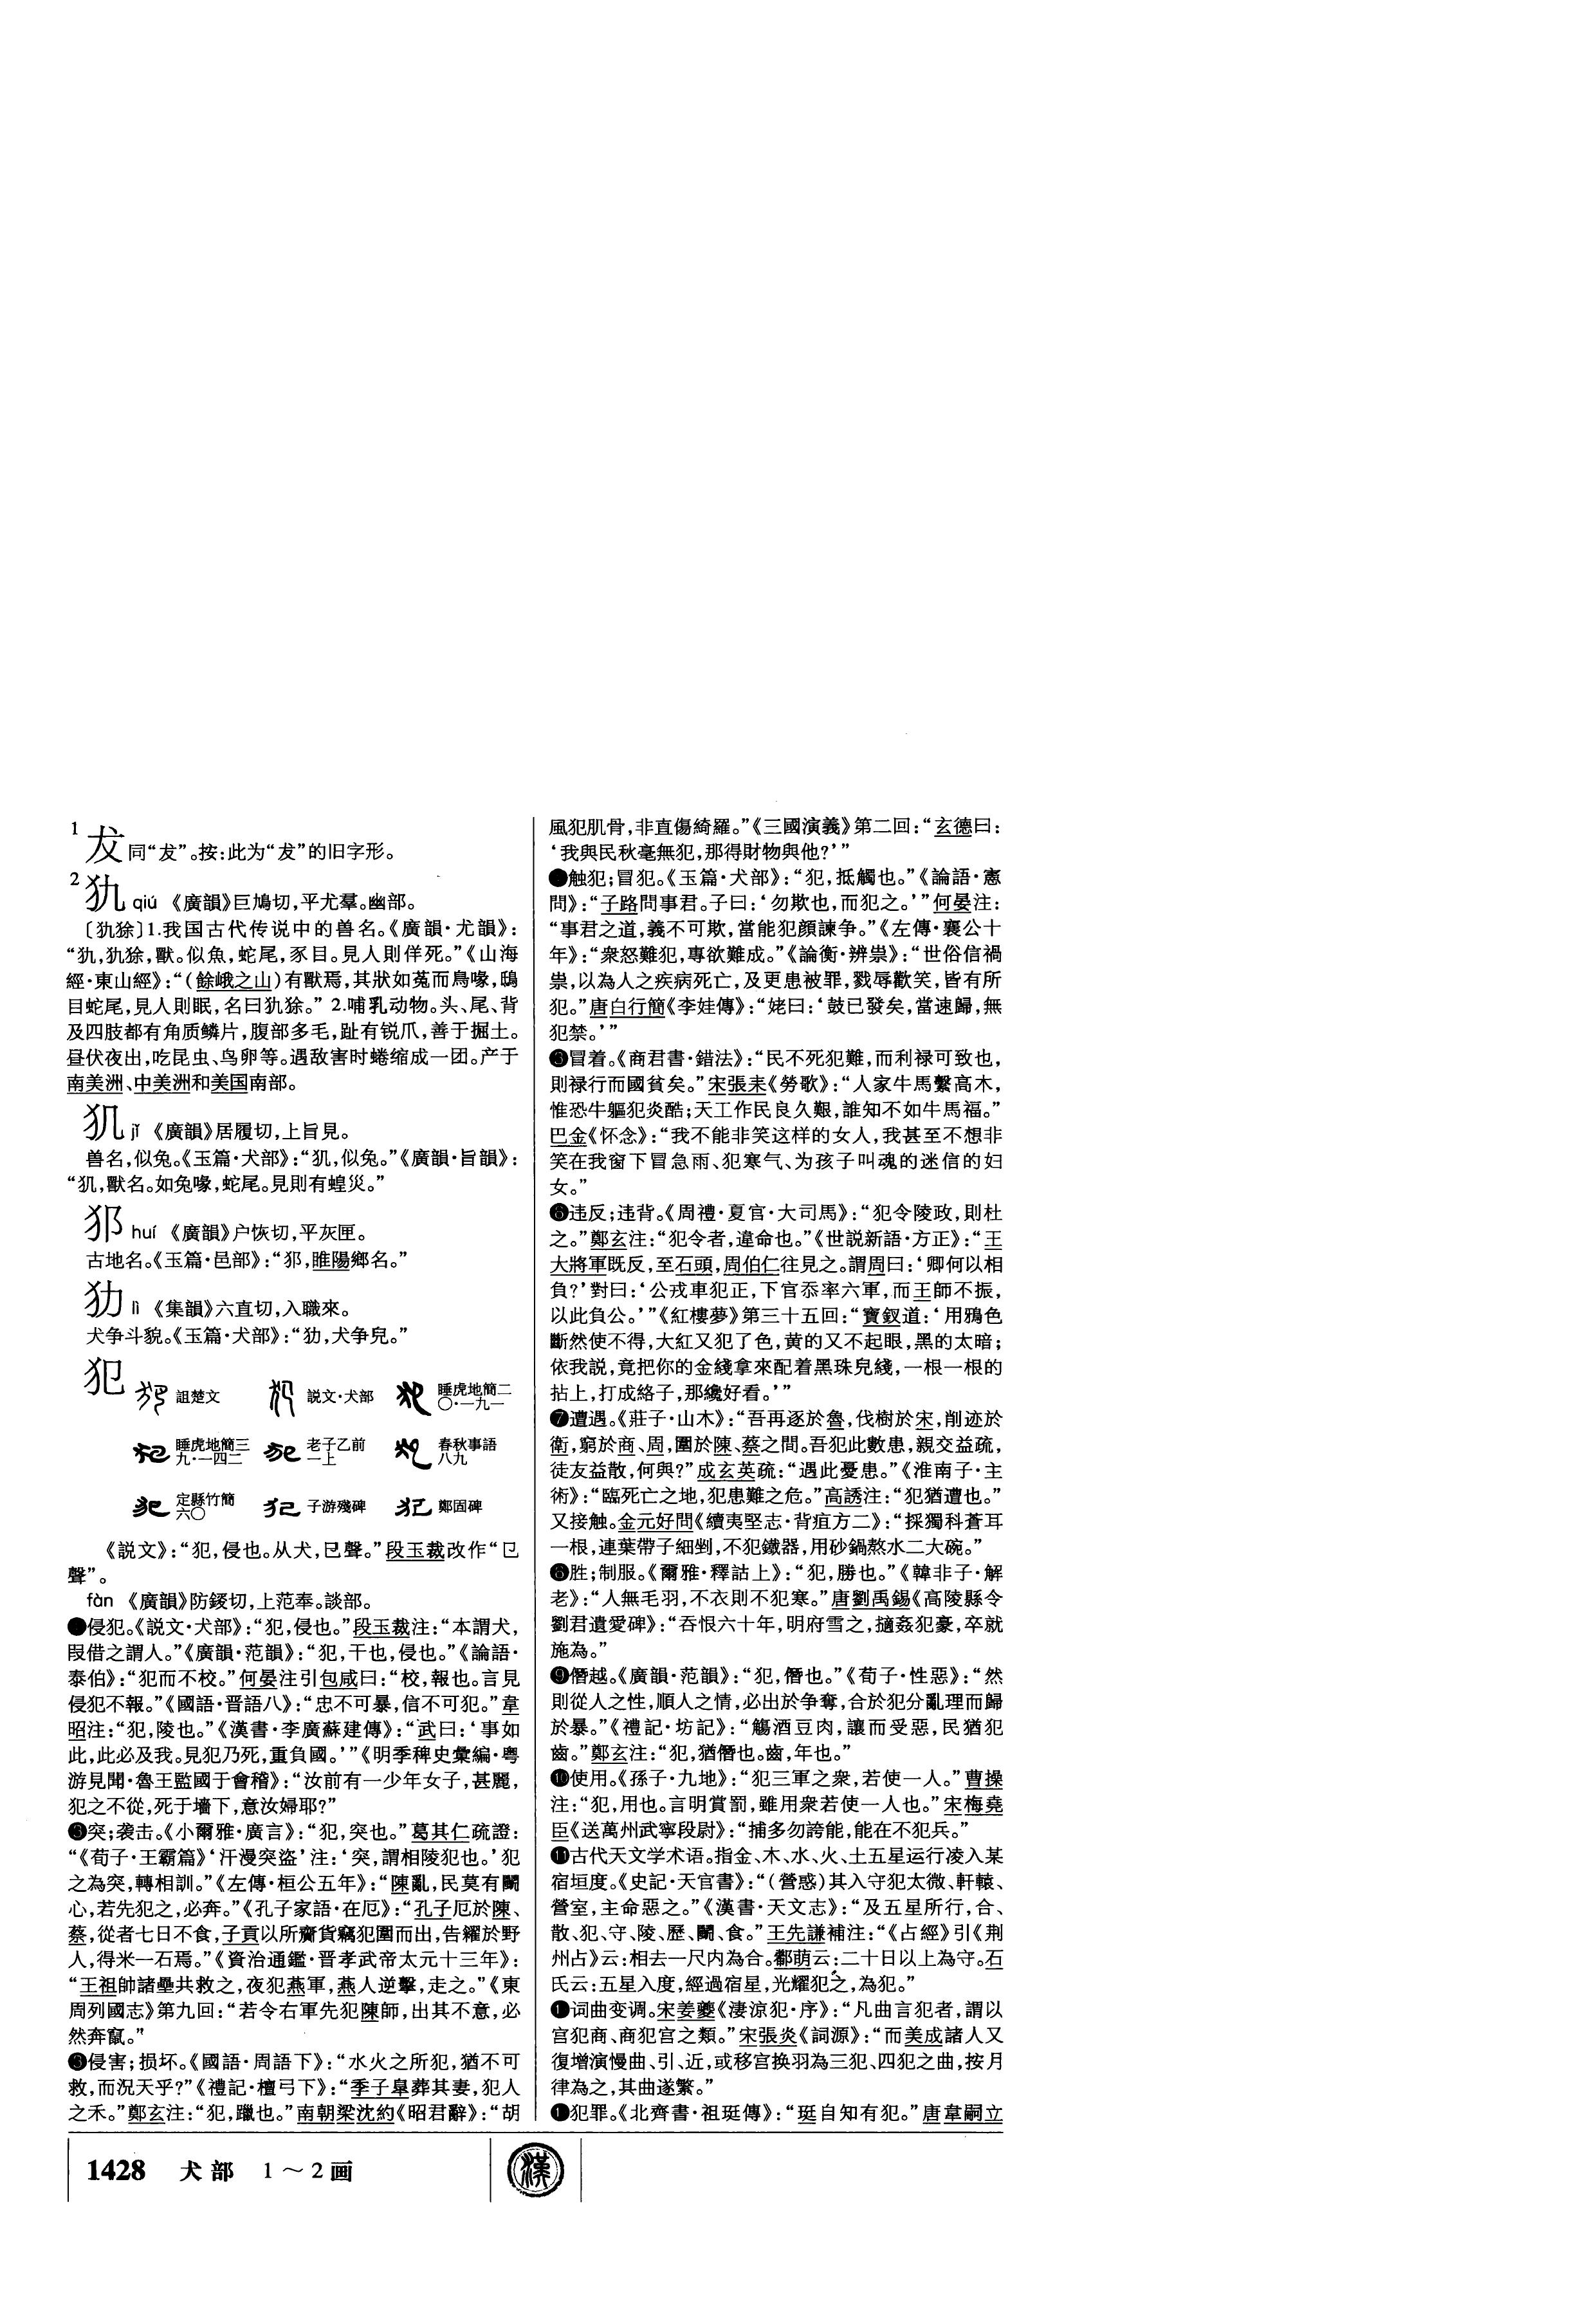 1
犮 同“犮”。按:此为“犮”的旧字形。
2
犰 qiú 《廣韻》巨鳩切,平尤羣。幽部。
〔犰狳〕1.我国古代传说中的兽名。《廣韻·尤韻》:
“犰,犰狳,獸。似魚,蛇尾,豕目。見人則佯死。”《山海
經·東山經》:“(餘峨之山)有獸焉,其狀如菟而鳥喙,鴟
目蛇尾,見人則眠,名曰犰狳。” 2.哺乳动物。头、尾、背
及四肢都有角质鳞片,腹部多毛,趾有锐爪,善于掘土。
昼伏夜出,吃昆虫、鸟卵等。遇敌害时蜷缩成一团。产于
南美洲、中美洲和美国南部。
犱 jǐ 《廣韻》居履切,上旨見。
兽名,似兔。《玉篇·犬部》:“犱,似兔。”《廣韻·旨韻》:
“犱,獸名。如兔喙,蛇尾。見則有蝗災。”
huí 《廣韻》户恢切,平灰匣。
古地名。《玉篇·邑部》:“睢陽鄉名。”
lì 《集韻》六直切,入職來。
犬争斗貌。《玉篇·犬部》:“犬争皃。”
犯 詛楚文 説文·犬部 睡虎地簡二〇·一九一
睡虎地簡三九·一四二 老子乙前一上 春秋事語八九
定縣竹簡六〇 子游殘碑 鄭固碑
《説文》:“犯,侵也。从犬,㔾聲。”段玉裁改作“㔾
聲”。
fàn 《廣韻》防錽切,上范奉。談部。
侵犯。《説文·犬部》:“犯,侵也。”段玉裁注:“本謂犬,
叚借之謂人。”《廣韻·范韻》:“犯,干也,侵也。”《論語·
泰伯》:“犯而不校。”何晏注引包咸曰:“校,報也。言見
侵犯不報。”《國語·晋語八》:“忠不可暴,信不可犯。”韋
昭注:“犯,陵也。”《漢書·李廣蘇建傳》:“武曰:‘事如
此,此必及我。見犯乃死,重負國。’”《明季稗史彙編·粤
游見聞·魯王監國于會稽》:“汝前有一少年女子,甚麗,
犯之不從,死于墻下,意汝婦耶?”
❸突;袭击。《小爾雅·廣言》:“犯,突也。”葛其仁疏證:
“《荀子·王霸篇》‘汙漫突盗’注:‘突,謂相陵犯也。’犯
之為突,轉相訓。”《左傳·桓公五年》:“陳亂,民莫有鬭
心,若先犯之,必奔。”《孔子家語·在厄》:“孔子厄於陳、
蔡,從者七日不食,子貢以所齎貨竊犯圍而出,告糴於野
人,得米一石焉。”《資治通鑑·晋孝武帝太元十三年》:
“王祖帥諸壘共救之,夜犯燕軍,燕人逆擊,走之。”《東
周列國志》第九回:“若令右軍先犯陳師,出其不意,必
然奔竄。”
❸侵害;损坏。《國語·周語下》:“水火之所犯,猶不可
救,而況天乎?”《禮記·檀弓下》:“季子皋葬其妻,犯人
之禾。”鄭玄注:“犯,躐也。”南朝梁沈約《昭君辭》:“胡
風犯肌骨,非直傷綺羅。”《三國演義》第二回:“玄德曰:
‘我與民秋毫無犯,那得財物與他?’”
触犯;冒犯。《玉篇·犬部》:“犯,抵觸也。”《論語·憲
問》:“子路問事君。子曰:‘勿欺也,而犯之。’”何晏注:
“事君之道,義不可欺,當能犯顔諫争。”《左傳·襄公十
年》:“衆怒難犯,專欲難成。”《論衡·辨祟》:“世俗信禍
祟,以為人之疾病死亡,及更患被罪,戮辱歡笑,皆有所
犯。”唐白行簡《李娃傳》:“姥曰:‘鼓已發矣,當速歸,無
犯禁。’”
❸冒着。《商君書·錯法》:“民不死犯難,而利禄可致也,
則禄行而國貧矣。”宋張耒《勞歌》:“人家牛馬繫高木,
惟恐牛軀犯炎酷;天工作民良久艱,誰知不如牛馬福。”
巴金《怀念》:“我不能非笑这样的女人,我甚至不想非
笑在我窗下冒急雨、犯寒气、为孩子叫魂的迷信的妇
女。”
❻违反;违背。《周禮·夏官·大司馬》:“犯令陵政,則杜
之。”鄭玄注:“犯令者,違命也。”《世説新語·方正》:“王
大將軍既反,至石頭,周伯仁往見之。謂周曰:‘卿何以相
負?’對曰:‘公戎車犯正,下官忝率六軍,而王師不振,
以此負公。’”《紅樓夢》第三十五回:“寶釵道:‘用鴉色
斷然使不得,大紅又犯了色,黄的又不起眼,黑的太暗;
依我説,竟把你的金綫拿來配着黑珠兒綫,一根一根的
拈上,打成絡子,那纔好看。’”
❼遭遇。《莊子·山木》:“吾再逐於魯,伐樹於宋,削迹於
衛,窮於商、周,圍於陳、蔡之間。吾犯此數患,親交益疏,
徒友益散,何與?”成玄英疏:“遇此憂患。”《淮南子·主
術》:“臨死亡之地,犯患難之危。”高誘注:“犯猶遭也。”
又接触。金元好問《續夷堅志·背疽方二》:“採獨科蒼耳
一根,連葉帶子細剉,不犯鐵器,用砂鍋熬水二大碗。”
❽胜;制服。《爾雅·釋詁上》:“犯,勝也。”《韓非子·解
老》:“人無毛羽,不衣則不犯寒。”唐劉禹錫《高陵縣令
劉君遺愛碑》:“吞恨六十年,明府雪之,擿姦犯豪,卒就
施為。”
❾僭越。《廣韻·范韻》:“犯,僭也。”《荀子·性惡》:“然
則從人之性,順人之情,必出於争奪,合於犯分亂理而歸
於暴。”《禮記·坊記》:“觴酒豆肉,讓而受惡,民猶犯
齒。”鄭玄注:“犯,猶僭也。齒,年也。”
❿使用。《孫子·九地》:“犯三軍之衆,若使一人。”曹操
注:“犯,用也。言明賞罰,雖用衆若使一人也。”宋梅堯
臣《送萬州武寧段尉》:“捕多勿誇能,能在不犯兵。”
⓫古代天文学术语。指金、木、水、火、土五星运行凌入某
宿垣度。《史記·天官書》:“(營惑)其入守犯太微、軒轅、
營室,主命惡之。”《漢書·天文志》:“及五星所行,合、
散、犯、守、陵、歷、鬭、食。”王先謙補注:“《占經》引《荆
州占》云:相去一尺内為合。郗萌云:二十日以上為守。石
氏云:五星入度,經過宿星,光耀犯之,為犯。”
❶词曲变调。宋姜夔《淒涼犯·序》:“凡曲言犯者,謂以
宫犯商、商犯宫之類。”宋張炎《詞源》:“而美成諸人又
復增演慢曲、引、近,或移宫换羽為三犯、四犯之曲,按月
律為之,其曲遂繁。”
❶犯罪。《北齊書·祖珽傳》:“珽自知有犯。”唐韋嗣立
1428 犬部 1～2画
漢